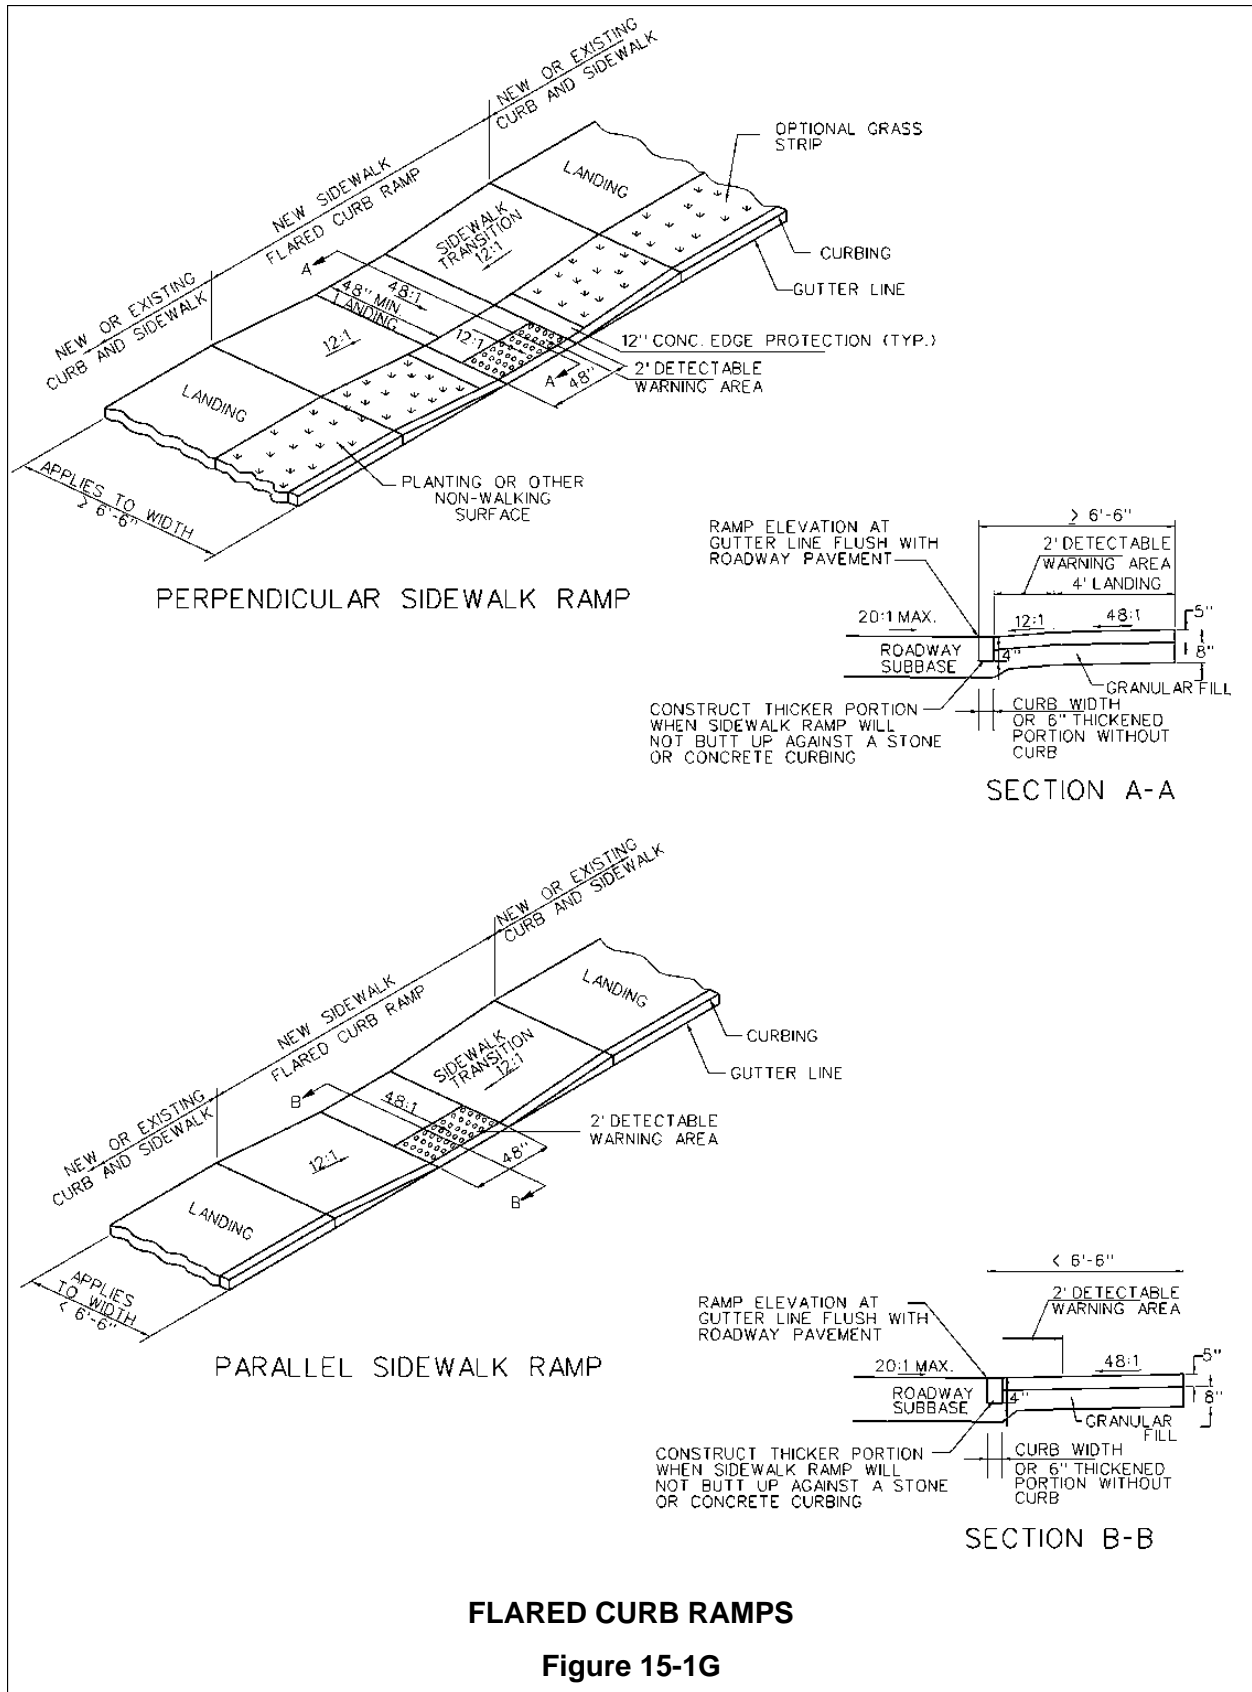 NEW OR EXISTING
CURB AND SIDEWALK
NEW SIDEWALK
FLARED CURB RAMP
NEW OR EXISTING
CURB AND SIDEWALK
OPTIONAL GRASS
STRIP
LANDING
SIDEWALK
TRANSITION
12:1
CURBING
GUTTER LINE
A
48:1
48" MIN.
LANDING
12:1
12:1
12" CONC. EDGE PROTECTION (TYP.)
2' DETECTABLE
WARNING AREA
A
48"
LANDING
PLANTING OR OTHER
NON-WALKING
SURFACE
APPLIES TO WIDTH
≥ 6'-6"
PERPENDICULAR SIDEWALK RAMP
≥ 6'-6"
RAMP ELEVATION AT
GUTTER LINE FLUSH WITH
ROADWAY PAVEMENT
2' DETECTABLE
WARNING AREA
4' LANDING
20:1 MAX.
12:1
48:1
5"
ROADWAY
SUBBASE
4"
8"
GRANULAR FILL
CONSTRUCT THICKER PORTION
WHEN SIDEWALK RAMP WILL
NOT BUTT UP AGAINST A STONE
OR CONCRETE CURBING
CURB WIDTH
OR 6" THICKENED
PORTION WITHOUT
CURB
SECTION A-A
NEW OR EXISTING
CURB AND SIDEWALK
NEW SIDEWALK
FLARED CURB RAMP
NEW OR EXISTING
CURB AND SIDEWALK
LANDING
SIDEWALK
TRANSITION
12:1
CURBING
GUTTER LINE
B
48:1
2' DETECTABLE
WARNING AREA
12:1
48"
B
LANDING
APPLIES
TO WIDTH
< 6'-6"
PARALLEL SIDEWALK RAMP
< 6'-6"
RAMP ELEVATION AT
GUTTER LINE FLUSH WITH
ROADWAY PAVEMENT
2' DETECTABLE
WARNING AREA
20:1 MAX.
48:1
5"
ROADWAY
SUBBASE
4"
8"
GRANULAR
FILL
CONSTRUCT THICKER PORTION
WHEN SIDEWALK RAMP WILL
NOT BUTT UP AGAINST A STONE
OR CONCRETE CURBING
CURB WIDTH
OR 6" THICKENED
PORTION WITHOUT
CURB
SECTION B-B
FLARED CURB RAMPS
Figure 15-1G